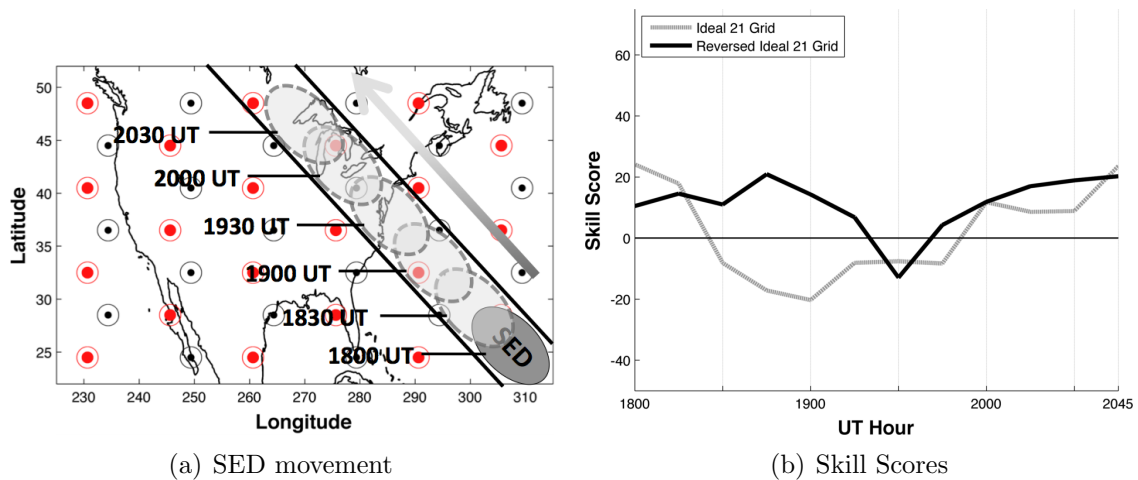 Latitude
50
45
40
35
30
25
2030 UT
2000 UT
1930 UT
1900 UT
1830 UT
1800 UT
SED
230 240 250 260 270 280 290 300 310
Longitude
(a) SED movement
Ideal 21 Grid
Reversed Ideal 21 Grid
Skill Score
60
40
20
0
-20
-40
1800 1900 2000 2045
UT Hour
(b) Skill Scores